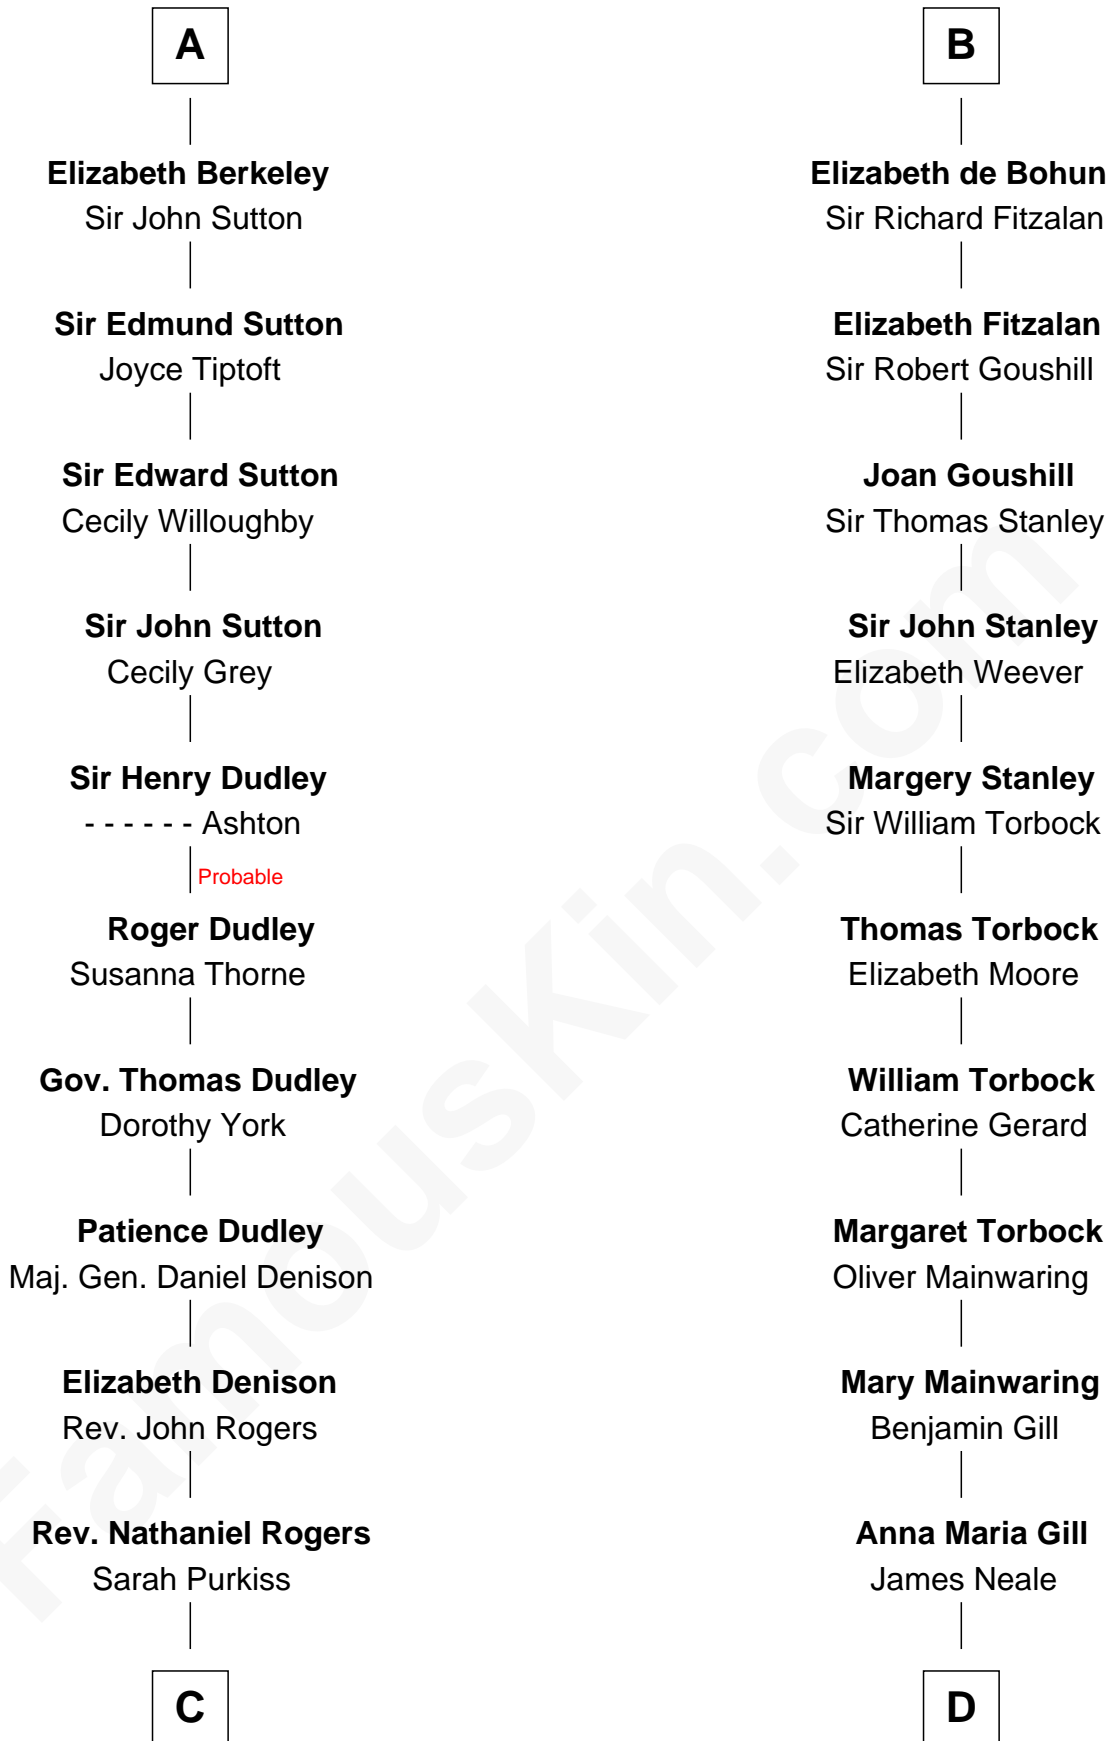 A
Elizabeth Berkeley
Sir John Sutton
Sir Edmund Sutton
Joyce Tiptoft
Sir Edward Sutton
Cecily Willoughby
Sir John Sutton
Cecily Grey
Sir Henry Dudley
- - - - - - Ashton
Probable
Roger Dudley
Susanna Thorne
Gov. Thomas Dudley
Dorothy York
Patience Dudley
Maj. Gen. Daniel Denison
Elizabeth Denison
Rev. John Rogers
Rev. Nathaniel Rogers
Sarah Purkiss
C
B
Elizabeth de Bohun
Sir Richard Fitzalan
Elizabeth Fitzalan
Sir Robert Goushill
Joan Goushill
Sir Thomas Stanley
Sir John Stanley
Elizabeth Weever
Margery Stanley
Sir William Torbock
Thomas Torbock
Elizabeth Moore
William Torbock
Catherine Gerard
Margaret Torbock
Oliver Mainwaring
Mary Mainwaring
Benjamin Gill
Anna Maria Gill
James Neale
D
FamousKin.com